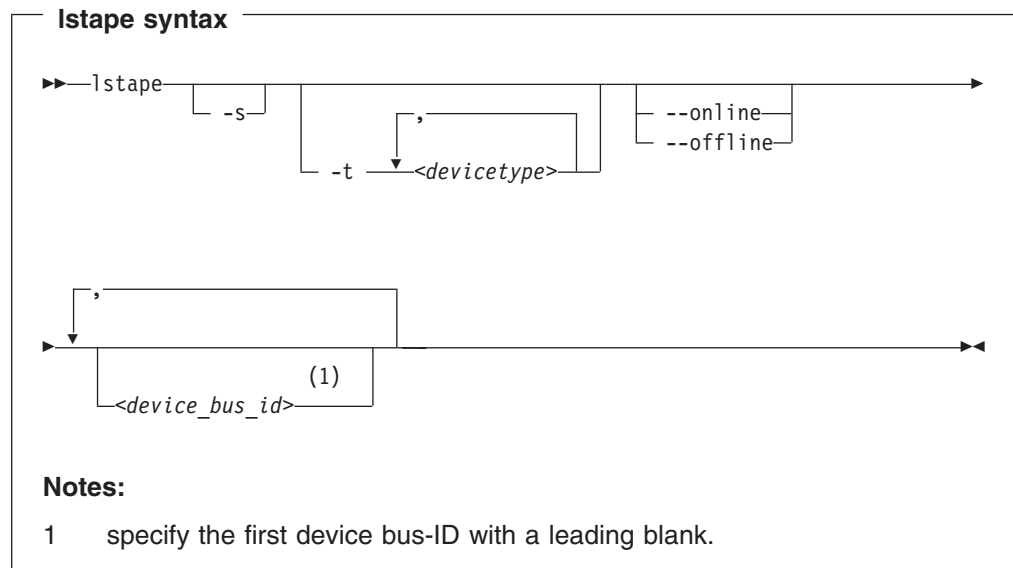 lstape syntax
lstape
-s
-t
,
<devicetype>
--online
--offline
,
(1)
<device_bus_id>
Notes:
1 specify the first device bus-ID with a leading blank.